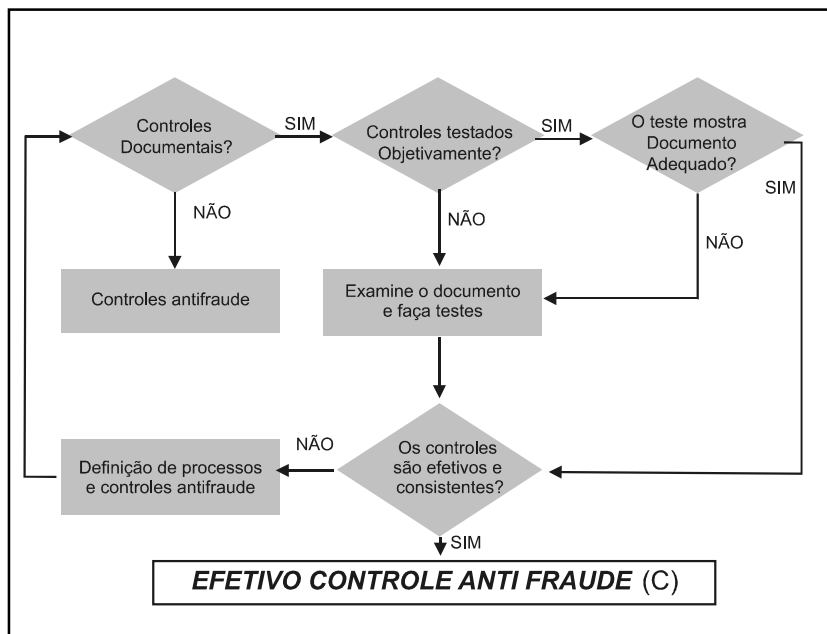 Controles
Documentais?
SIM
Controles testados
Objetivamente?
SIM
O teste mostra
Documento
Adequado?
SIM
NÃO
NÃO
NÃO
Controles antifraude
Examine o documento
e faça testes
NÃO
Definição de processos
e controles antifraude
Os controles
são efetivos e
consistentes?
SIM
EFETIVO CONTROLE ANTI FRAUDE (C)